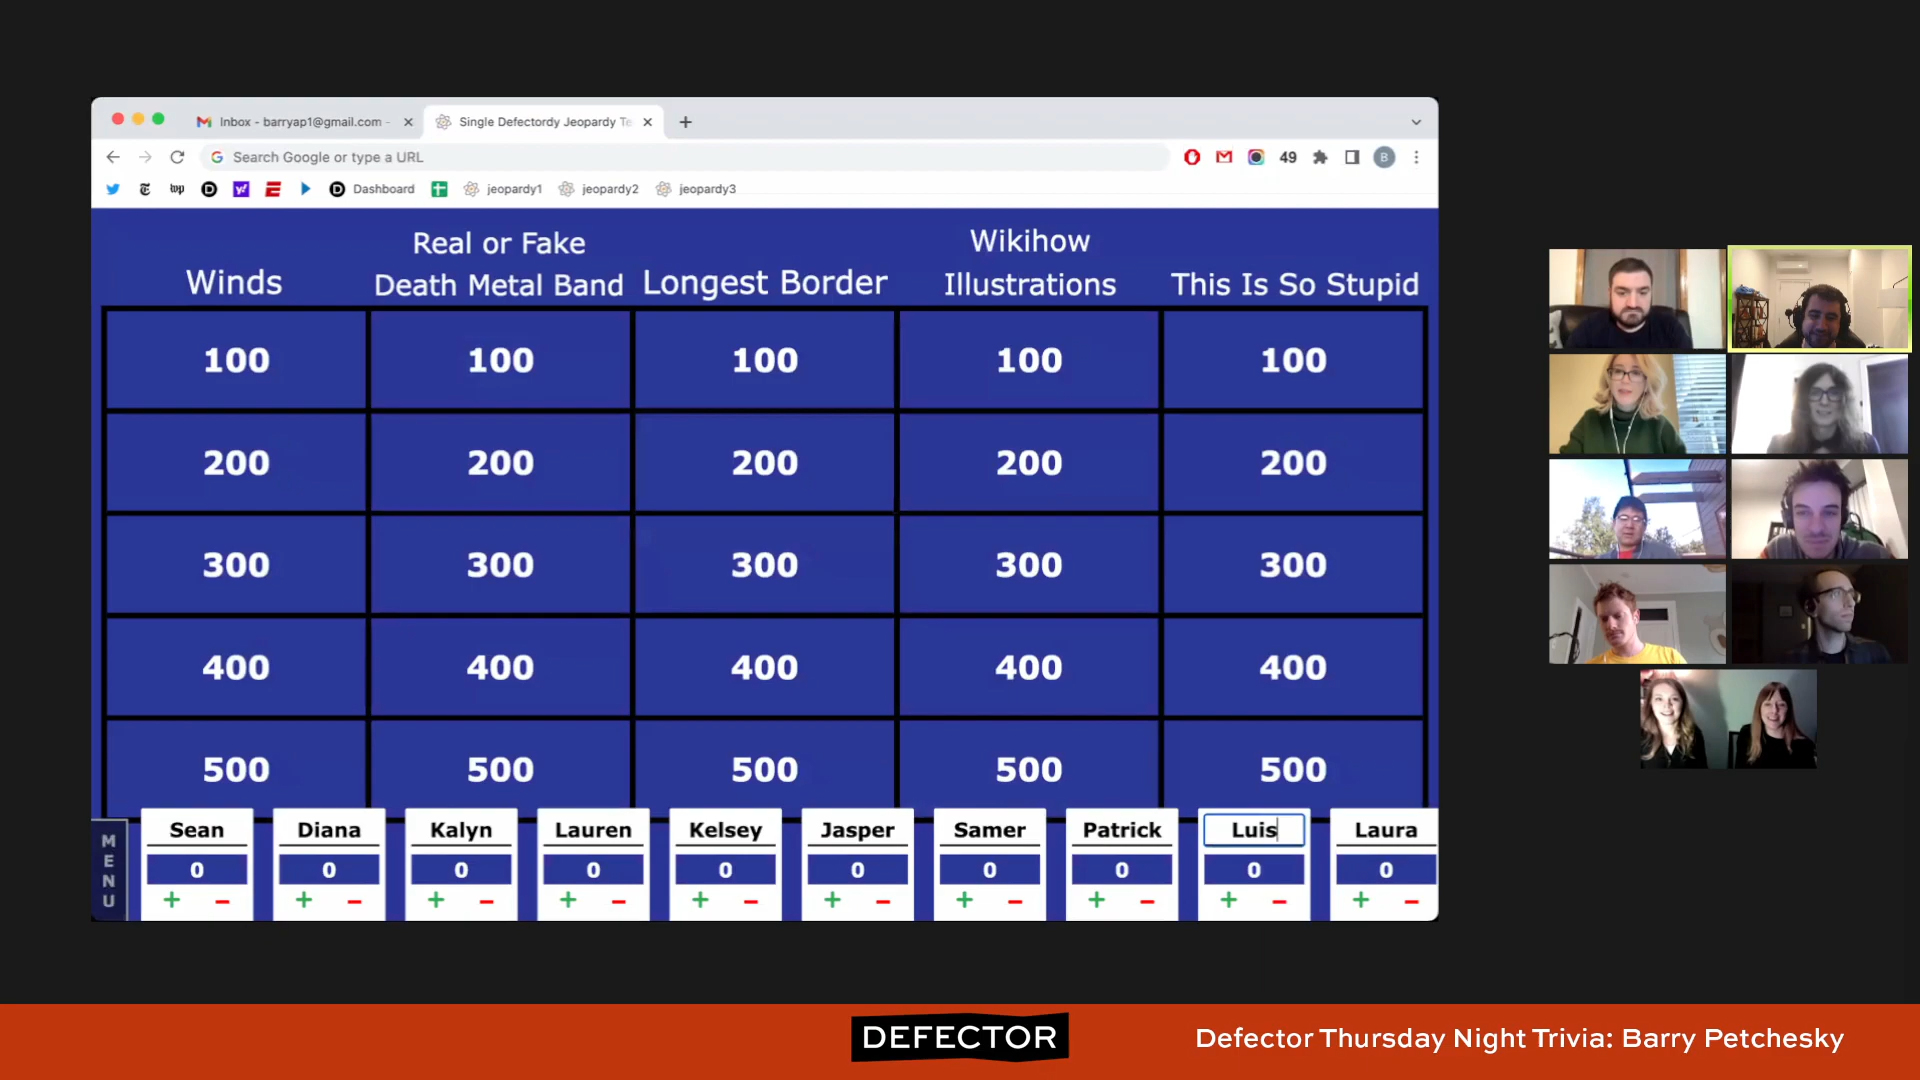 Inbox - barryap1@gmail.com -
Single Defectordy Jeopardy Te
Search Google or type a URL
49
B
Dashboard
jeopardy1
jeopardy2
jeopardy3
Winds
Real or Fake
Death Metal Band
Longest Border
Wikihow
Illustrations
This Is So Stupid
100 100 100 100 100
200 200 200 200 200
300 300 300 300 300
400 400 400 400 400
500 500 500 500 500
MENU
Sean Diana Kalyn Lauren Kelsey Jasper Samer Patrick Luis Laura
0 0 0 0 0 0 0 0 0 0
+ − + − + − + − + − + − + − + − + − + −
DEFECTOR
Defector Thursday Night Trivia: Barry Petchesky